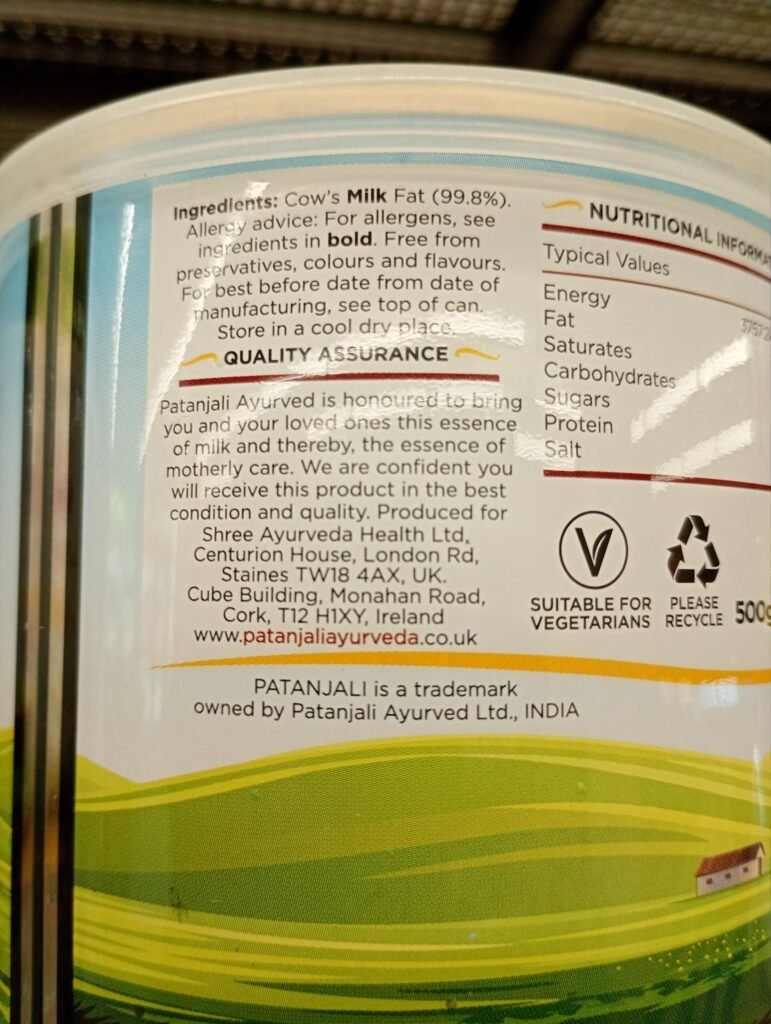 Ingredients: Cow's Milk Fat (99.8%).
Allergy advice: For allergens, see
ingredients in bold. Free from
preservatives, colours and flavours.
For best before date from date of
manufacturing, see top of can.
Store in a cool dry place.
QUALITY ASSURANCE
Patanjali Ayurved is honoured to bring
you and your loved ones this essence
of milk and thereby, the essence of
motherly care. We are confident you
will receive this product in the best
condition and quality. Produced for
Shree Ayurveda Health Ltd,
Centurion House, London Rd,
Staines TW18 4AX, UK.
Cube Building, Monahan Road,
Cork, T12 H1XY, Ireland
www.patanjaliayurveda.co.uk
PATANJALI is a trademark
owned by Patanjali Ayurved Ltd., INDIA
NUTRITIONAL
Typical Values
Energy
Fat
Saturates
Carbohydrates
Sugars
Protein
Salt
SUITABLE FOR
VEGETARIANS
PLEASE
RECYCLE
500g